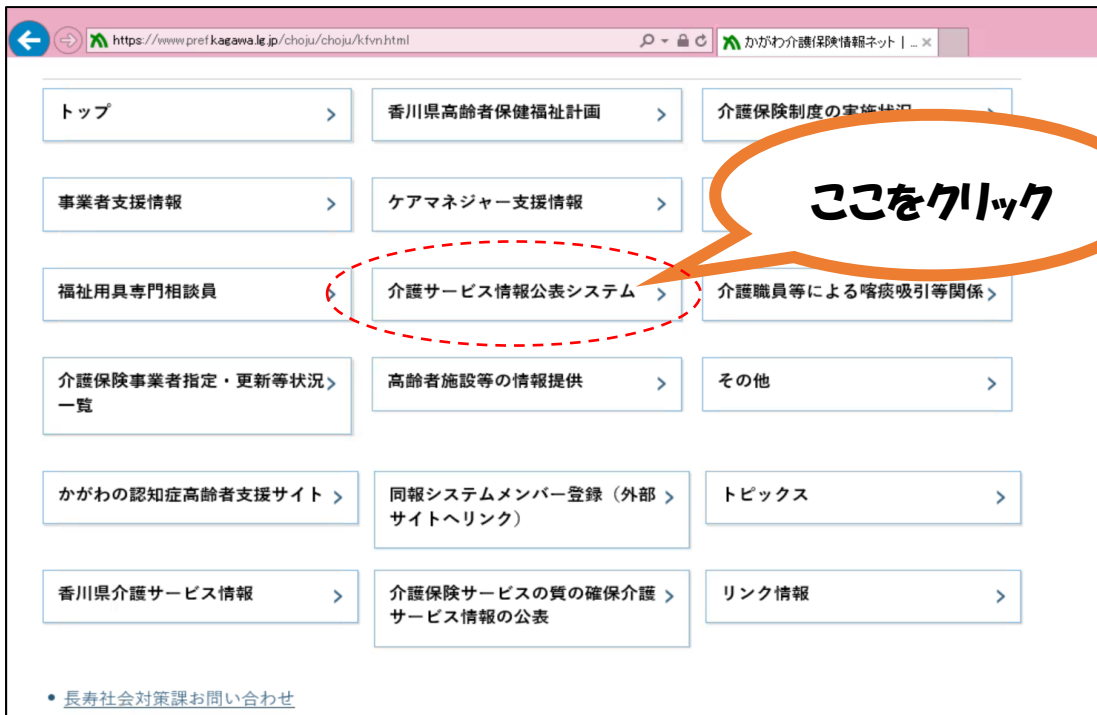 https://www.pref.kagawa.lg.jp/choju/choju/kfvn.html
かがわ介護保険情報ネット | ...
トップ
香川県高齢者保健福祉計画
介護保険制度の実施状況
ここをクリック
事業者支援情報
ケアマネジャー支援情報
福祉用具専門相談員
介護サービス情報公表システム
介護職員等による喀痰吸引等関係
介護保険事業者指定・更新等状況
一覧
高齢者施設等の情報提供
その他
かがわの認知症高齢者支援サイト
同報システムメンバー登録（外部
サイトへリンク）
トピックス
香川県介護サービス情報
介護保険サービスの質の確保介護
サービス情報の公表
リンク情報
長寿社会対策課お問い合わせ